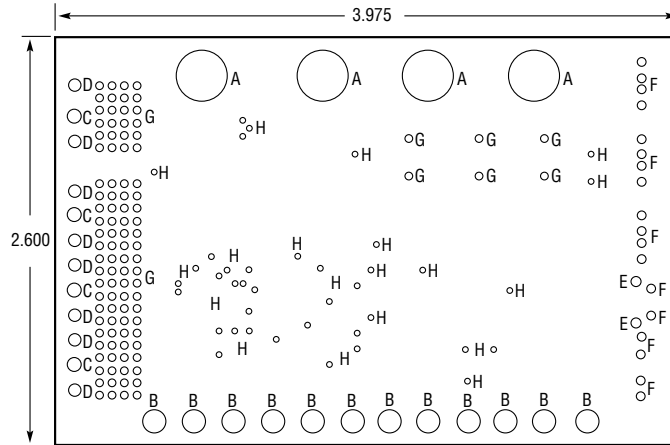 3.975
A A A A
D
C G
D
F
H
G G G H F
H
H G G G H
D
C
D
F
2.600
H H H
D H H H H F
G
C H E F
D H H E F
D H H H F
C H
D H F
B B B B B B B B B B B B